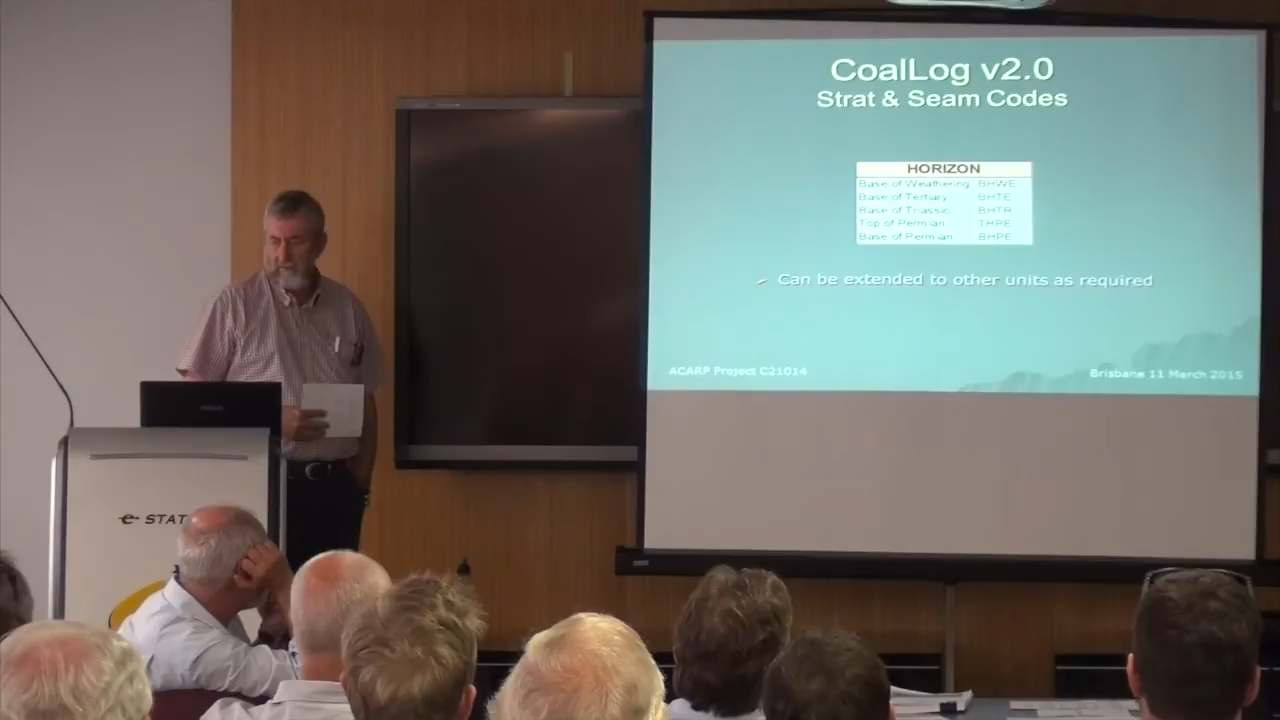 CoalLog v2.0
Strat & Seam Codes
HORIZON
Base of Weathering BHWE
Base of Tertiary BHTE
Base of Triassic BHTR
Top of Permian THPE
Base of Permian BHPE
Can be extended to other units as required
ACARP Project C21014
Brisbane 11 March 2015
e-STAT